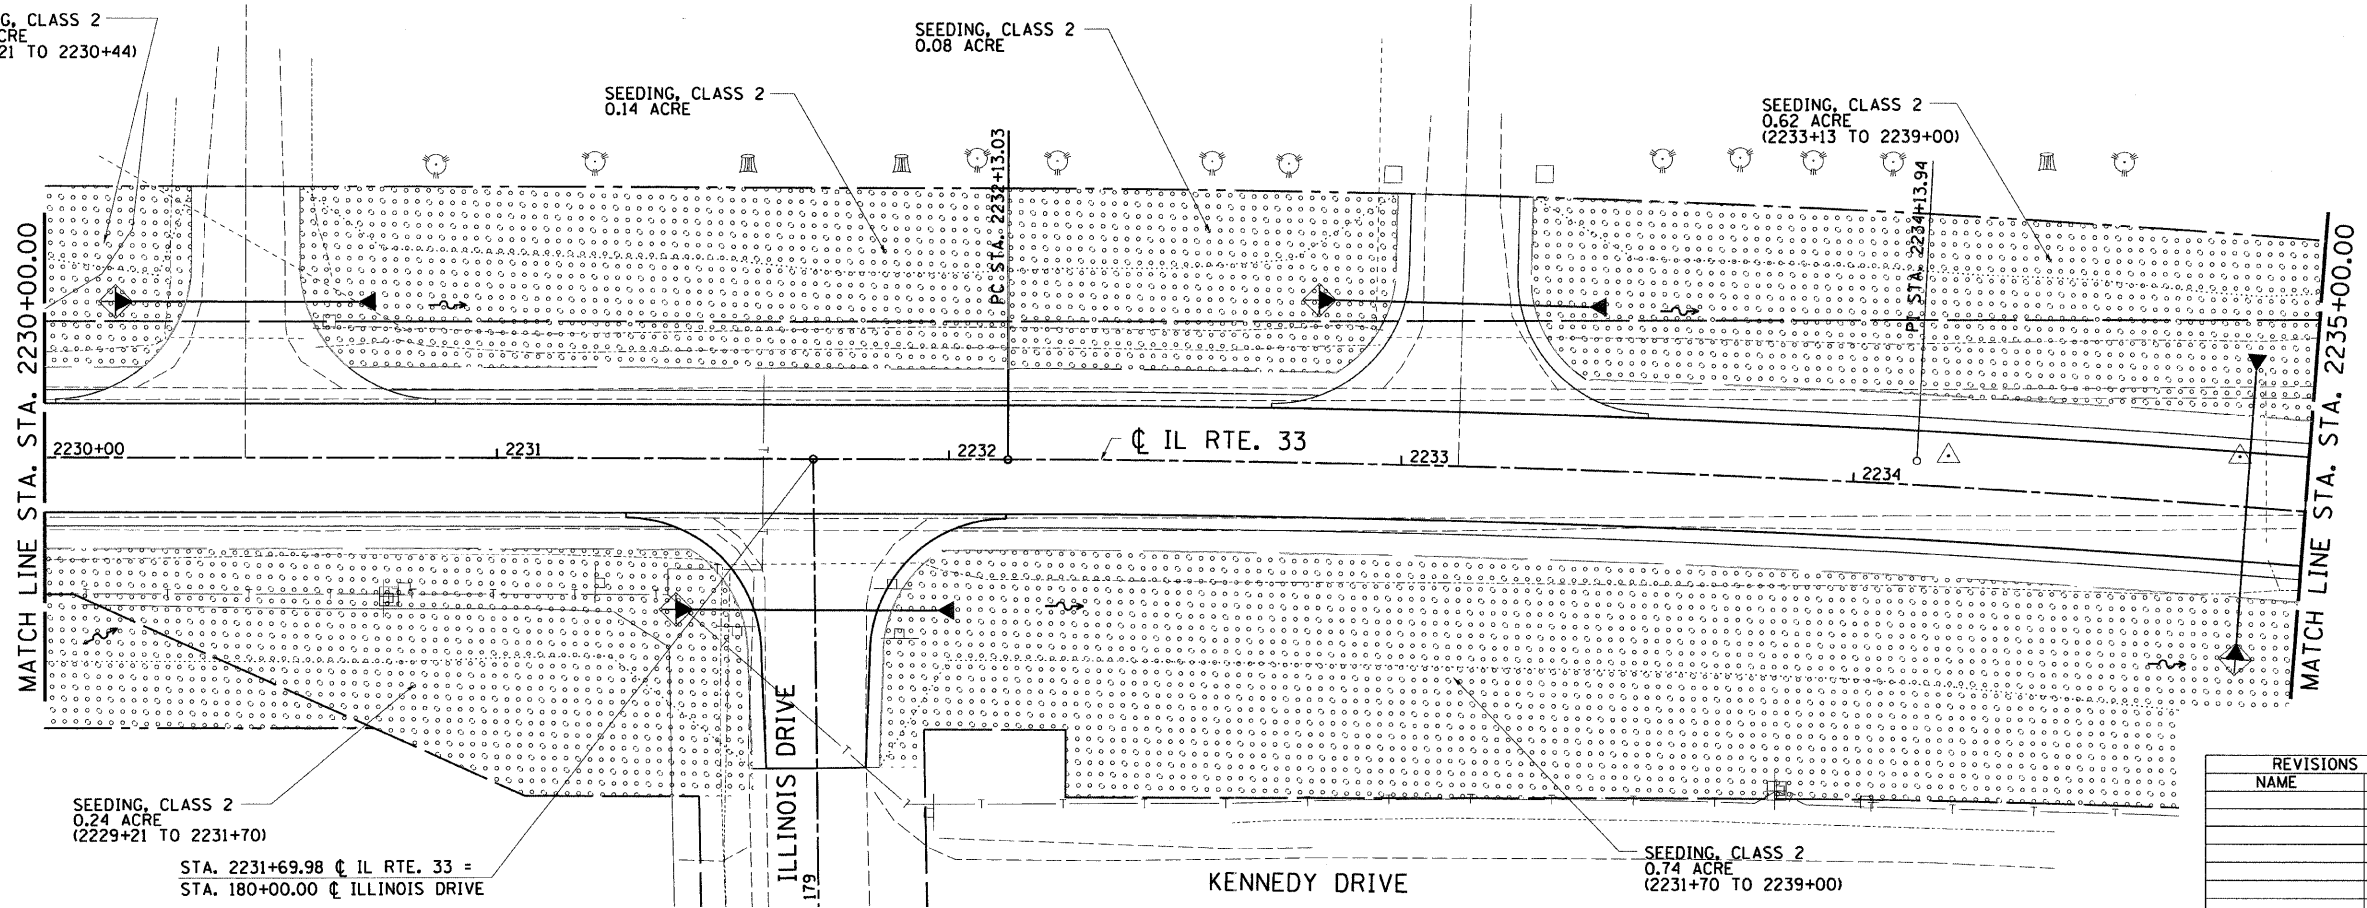 G, CLASS 2
CRE
21 TO 2230+44)
SEEDING, CLASS 2
0.14 ACRE
SEEDING, CLASS 2
0.08 ACRE
SEEDING, CLASS 2
0.62 ACRE
(2233+13 TO 2239+00)
PC STA. 2232+13.03
PI STA. 2234+13.94
MATCH LINE STA. STA. 2230+00.00
2230+00
2231
2232
℄ IL RTE. 33
2233
2234
MATCH LINE STA. STA. 2235+00.00
ILLINOIS DRIVE
179
SEEDING, CLASS 2
0.24 ACRE
(2229+21 TO 2231+70)
STA. 2231+69.98 ℄ IL RTE. 33 =
STA. 180+00.00 ℄ ILLINOIS DRIVE
KENNEDY DRIVE
SEEDING, CLASS 2
0.74 ACRE
(2231+70 TO 2239+00)
REVISIONS
NAME